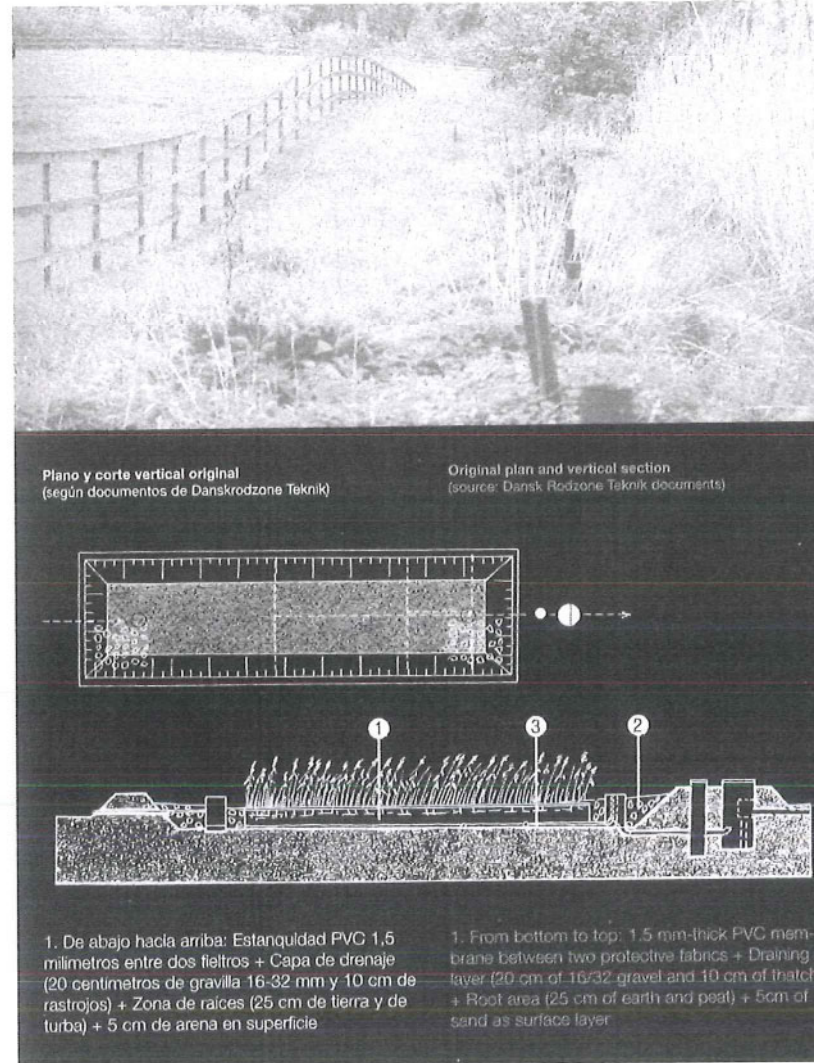 Plano y corte vertical original
(según documentos de Danskrodzone Teknik)
Original plan and vertical section
(source: Dansk Rodzone Teknik documents)
1
3
2
1. De abajo hacia arriba: Estanquidad PVC 1,5
milimetros entre dos fieltros + Capa de drenaje
(20 centimetros de gravilla 16-32 mm y 10 cm de
rastrojos) + Zona de raíces (25 cm de tierra y de
turba) + 5 cm de arena en superficie
1. From bottom to top: 1.5 mm-thick PVC mem-
brane between two protective fabrics + Draining
layer (20 cm of 16/32 gravel and 10 cm of thatch)
+ Root area (25 cm of earth and peat) + 5cm of
sand as surface layer